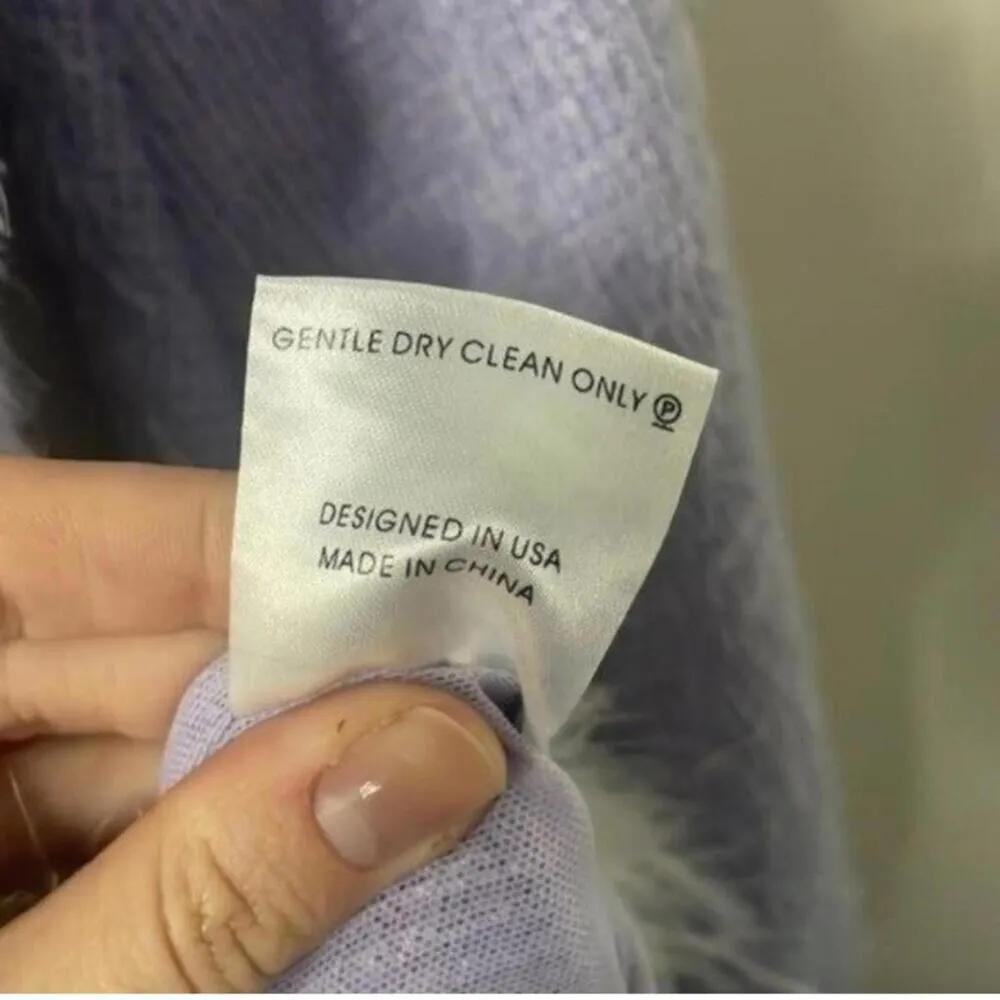 GENTLE DRY CLEAN ONLY Ⓟ
DESIGNED IN USA
MADE IN CHINA